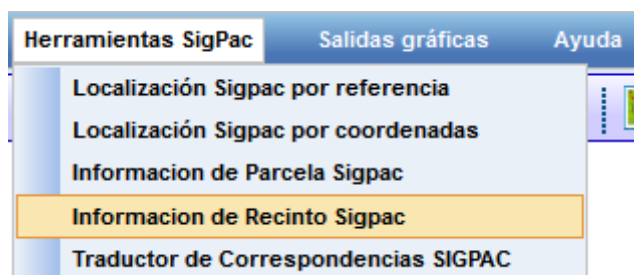 Herramientas SigPac Salidas gráficas Ayuda
Localización Sigpac por referencia
Localización Sigpac por coordenadas
Informacion de Parcela Sigpac
Informacion de Recinto Sigpac
Traductor de Correspondencias SIGPAC